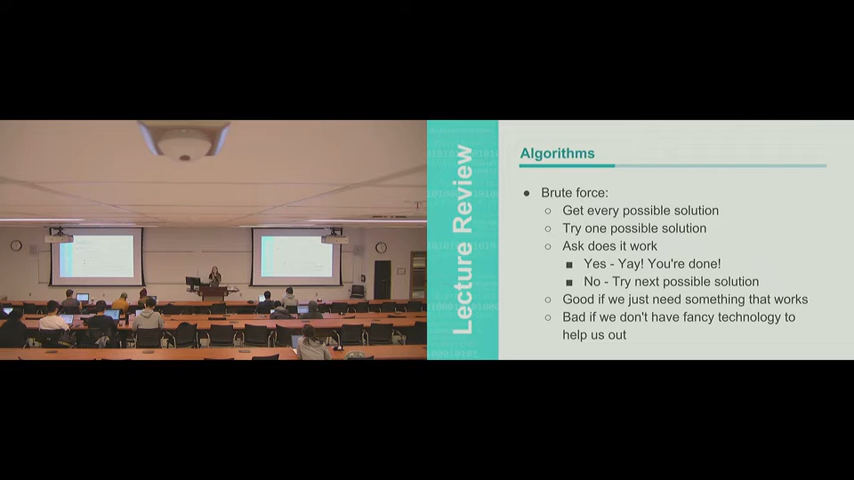 Lecture Review
Algorithms
● Brute force:
○ Get every possible solution
○ Try one possible solution
○ Ask does it work
■ Yes - Yay! You're done!
■ No - Try next possible solution
○ Good if we just need something that works
○ Bad if we don't have fancy technology to
help us out